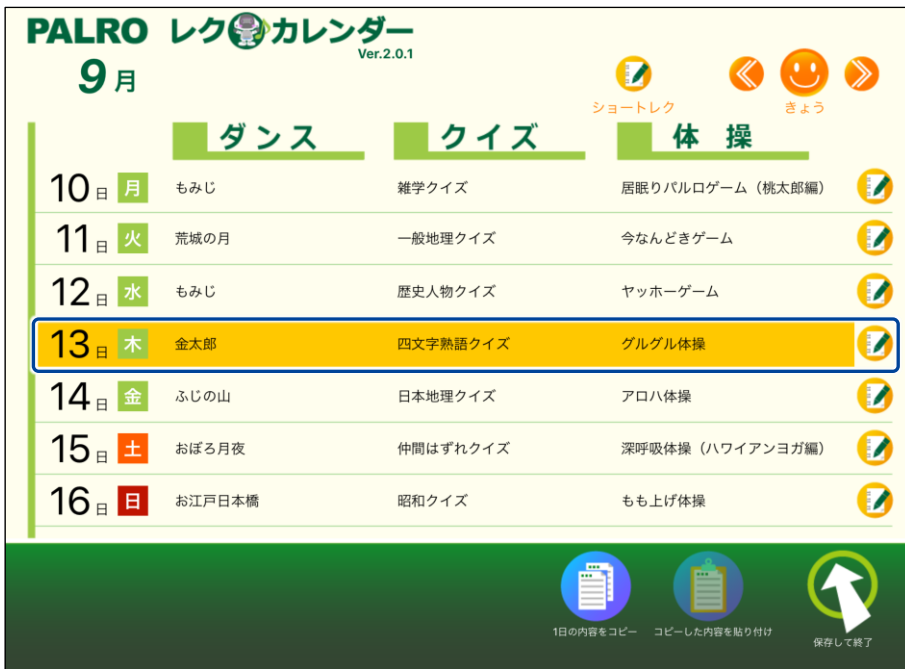 PALRO レクカレンダー
Ver.2.0.1
9月
ショートレク
きょう
ダンス クイズ 体操
10日 月 もみじ 雑学クイズ 居眠りパルロゲーム（桃太郎編）
11日 火 荒城の月 一般地理クイズ 今なんどきゲーム
12日 水 もみじ 歴史人物クイズ ヤッホーゲーム
13日 木 金太郎 四文字熟語クイズ グルグル体操
14日 金 ふじの山 日本地理クイズ アロハ体操
15日 土 おぼろ月夜 仲間はずれクイズ 深呼吸体操（ハワイアンヨガ編）
16日 日 お江戸日本橋 昭和クイズ もも上げ体操
1日の内容をコピー コピーした内容を貼り付け 保存して終了